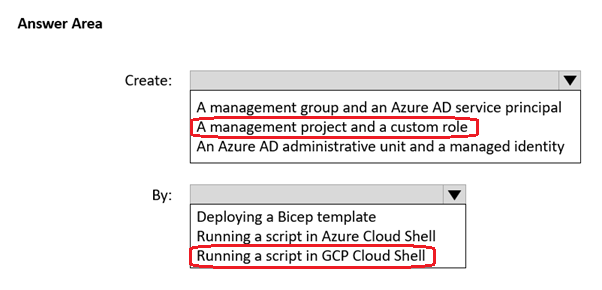 Answer Area
Create:
A management group and an Azure AD service principal
A management project and a custom role
An Azure AD administrative unit and a managed identity
By:
Deploying a Bicep template
Running a script in Azure Cloud Shell
Running a script in GCP Cloud Shell